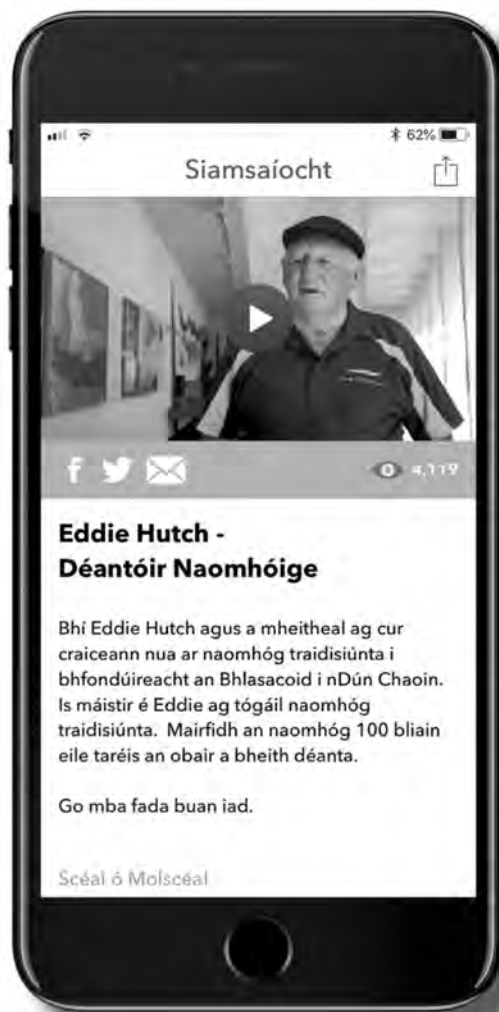 62%
Siamsaíocht
4,119
Eddie Hutch -
Déantóir Naomhóige
Bhí Eddie Hutch agus a mheitheal ag cur
craiceann nua ar naomhóg traidisiúnta i
bhfondúireacht an Bhlasacoid i nDún Chaoin.
Is máistir é Eddie ag tógáil naomhóg
traidisiúnta. Mairfidh an naomhóg 100 bliain
eile taréis an obair a bheith déanta.
Go mba fada buan iad.
Scéal ó Molscéal